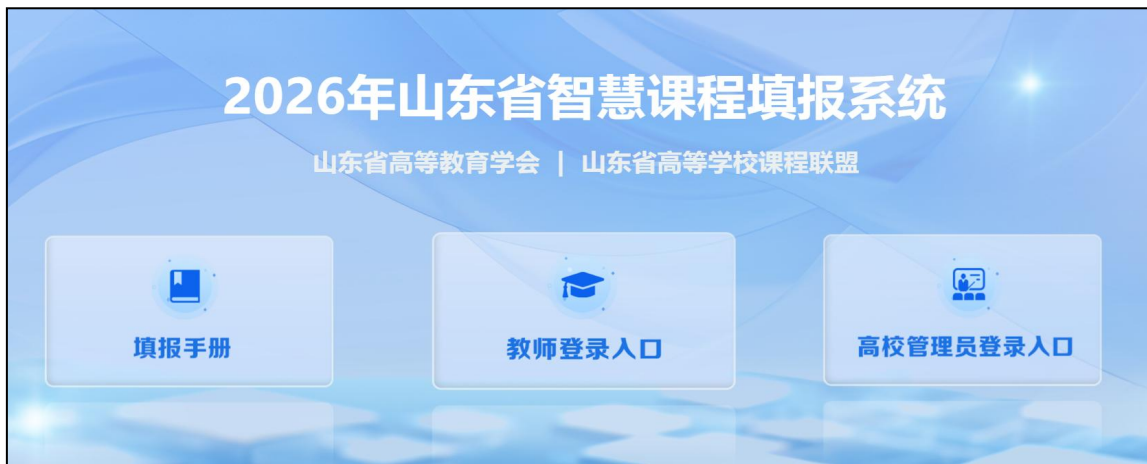 2026年山东省智慧课程填报系统
山东省高等教育学会 | 山东省高等学校课程联盟
填报手册
教师登录入口
高校管理员登录入口